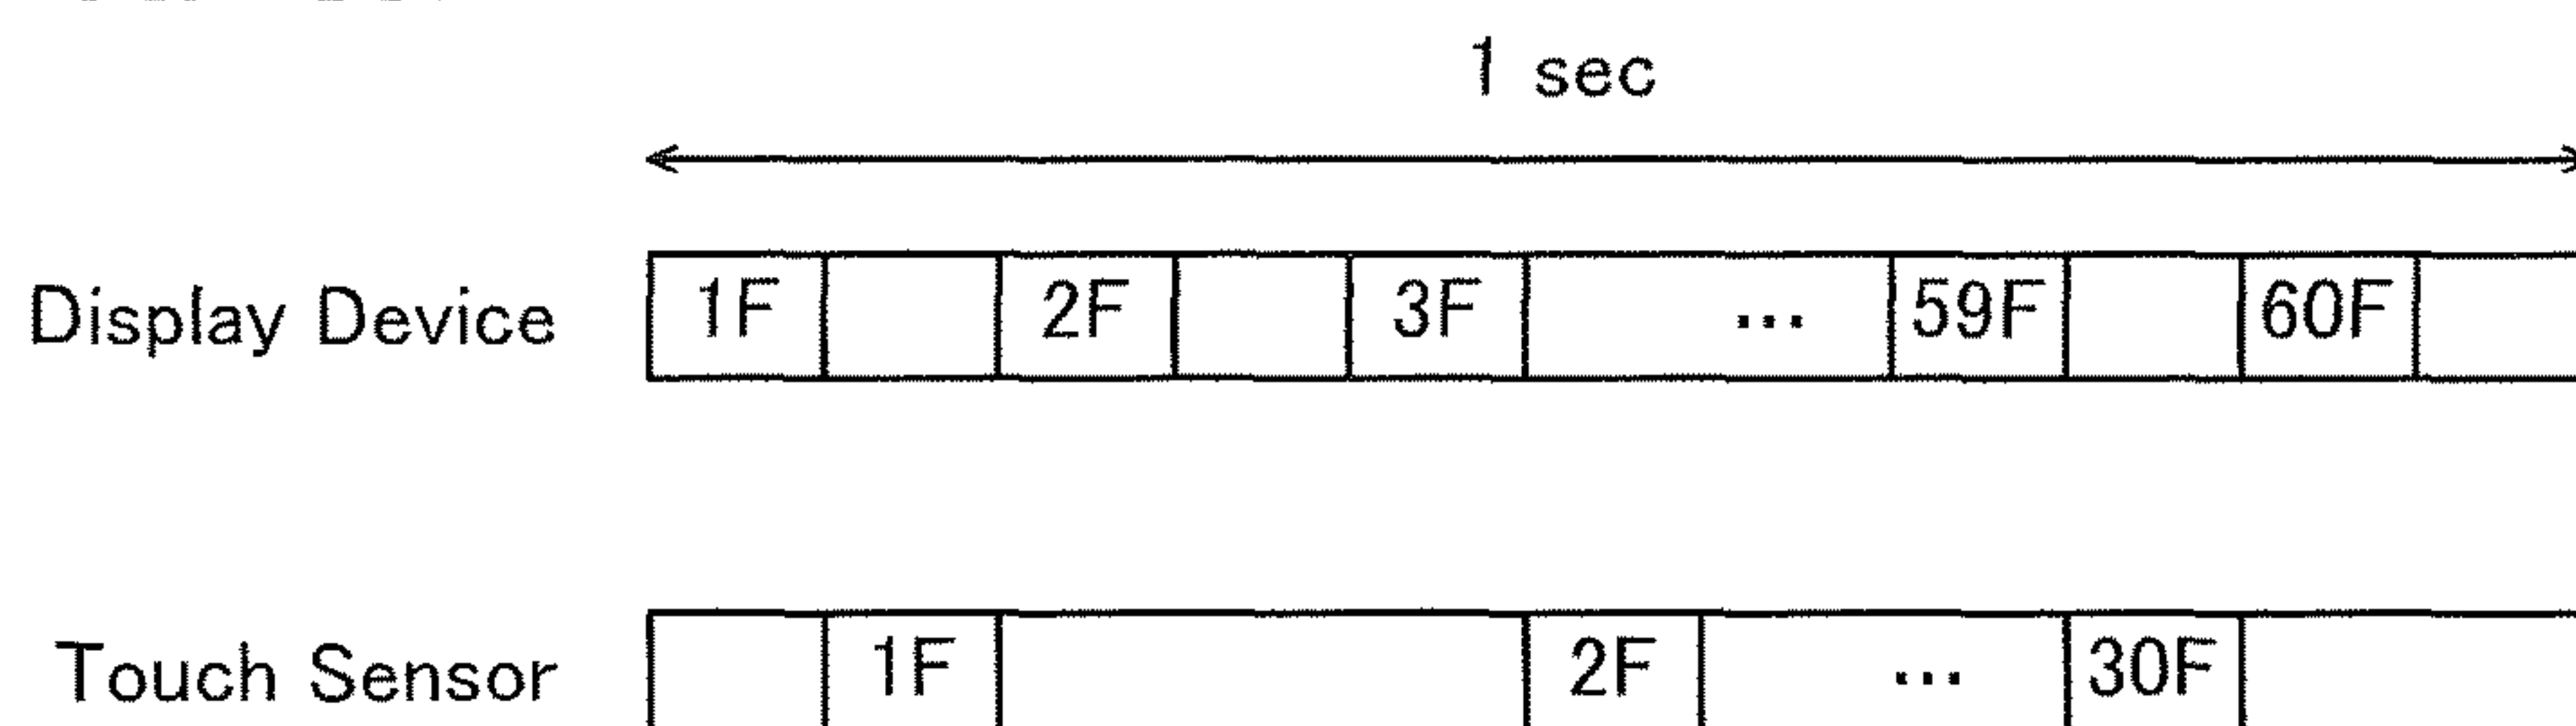 1 sec
Display Device 1F 2F 3F ... 59F 60F
Touch Sensor 1F 2F ... 30F